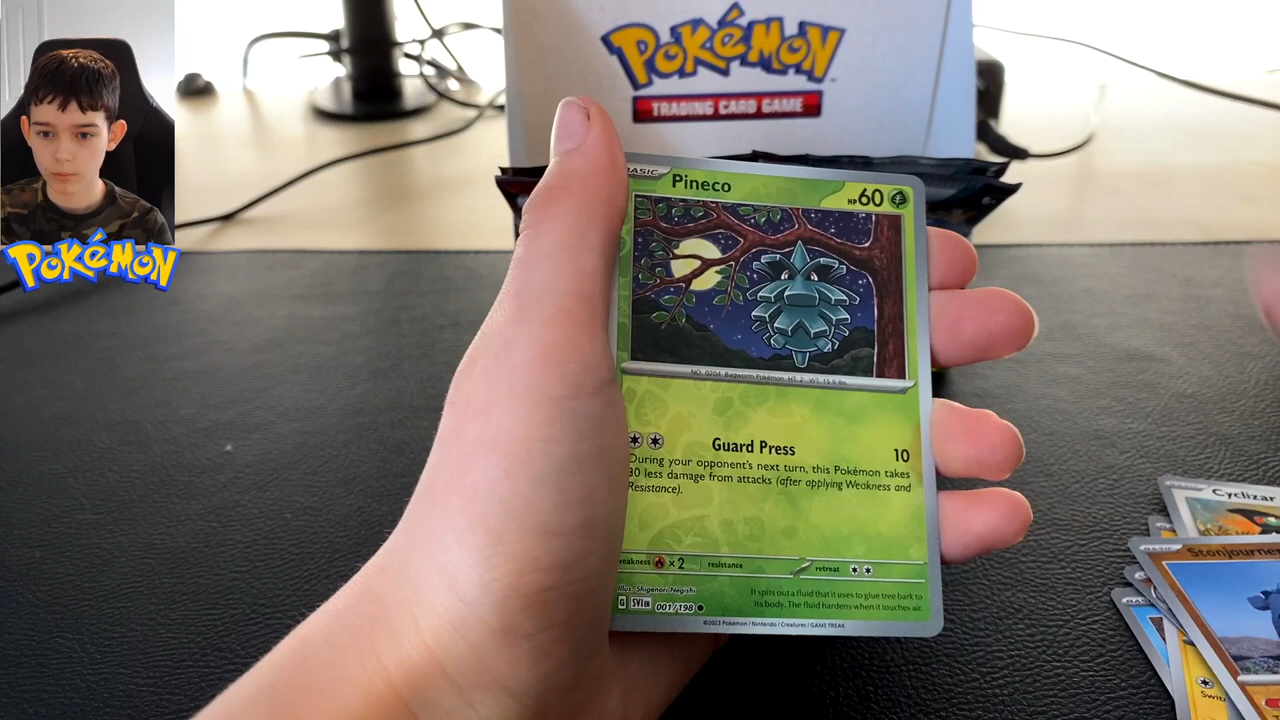 POKéMON
TRADING CARD GAME
POKéMON
BASIC
Pineco
HP 60
NO. 0204 Bagworm Pokémon HT. 2' WT. 15.9 lbs
Guard Press 10
During your opponent's next turn, this Pokémon takes
30 less damage from attacks (after applying Weakness and
Resistance).
weakness ×2 resistance retreat
Illus. Shigenori Negishi
It spits out a fluid that it uses to glue tree bark to
its body. The fluid hardens when it touches air.
G SVI EN 001/198
©2023 Pokémon / Nintendo / Creatures / GAME FREAK
Cyclizar
BASIC
Stonjourne